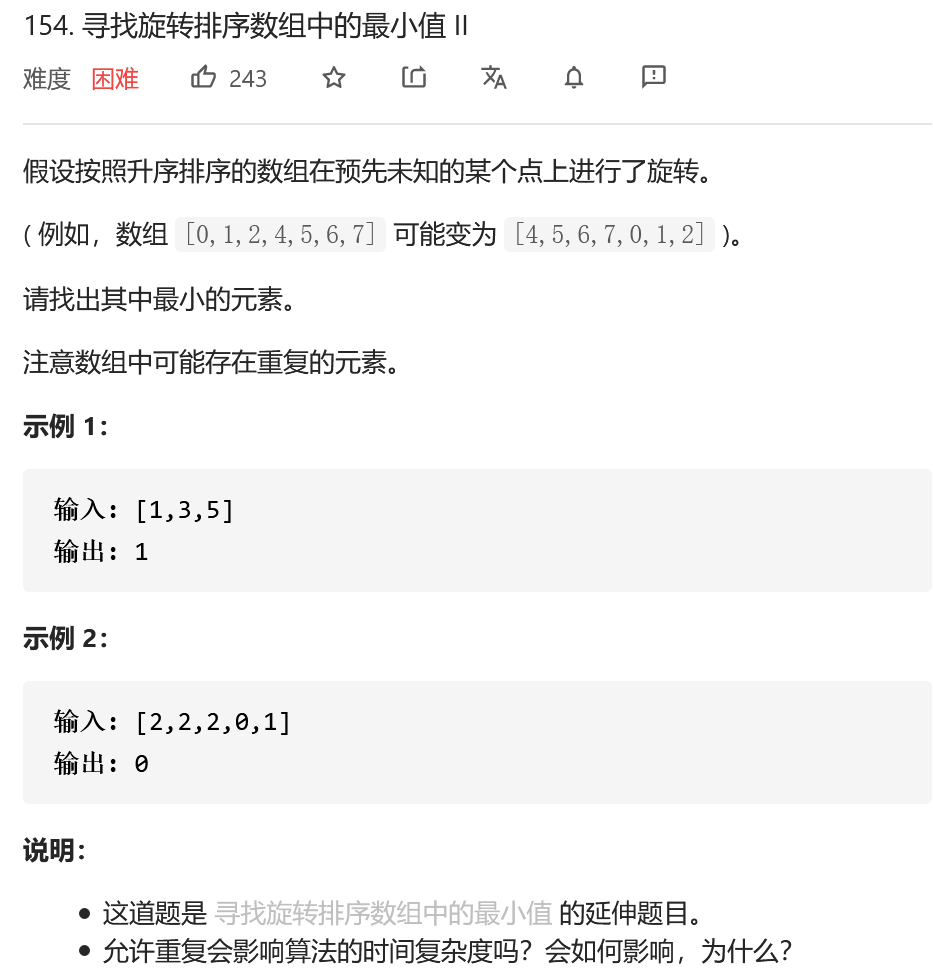 154. 寻找旋转排序数组中的最小值 II
难度 困难 243
假设按照升序排序的数组在预先未知的某个点上进行了旋转。
( 例如，数组 [0,1,2,4,5,6,7] 可能变为 [4,5,6,7,0,1,2] )。
请找出其中最小的元素。
注意数组中可能存在重复的元素。
示例 1：
输入: [1,3,5]
输出: 1
示例 2：
输入: [2,2,2,0,1]
输出: 0
说明：
• 这道题是 寻找旋转排序数组中的最小值 的延伸题目。
• 允许重复会影响算法的时间复杂度吗？会如何影响，为什么？